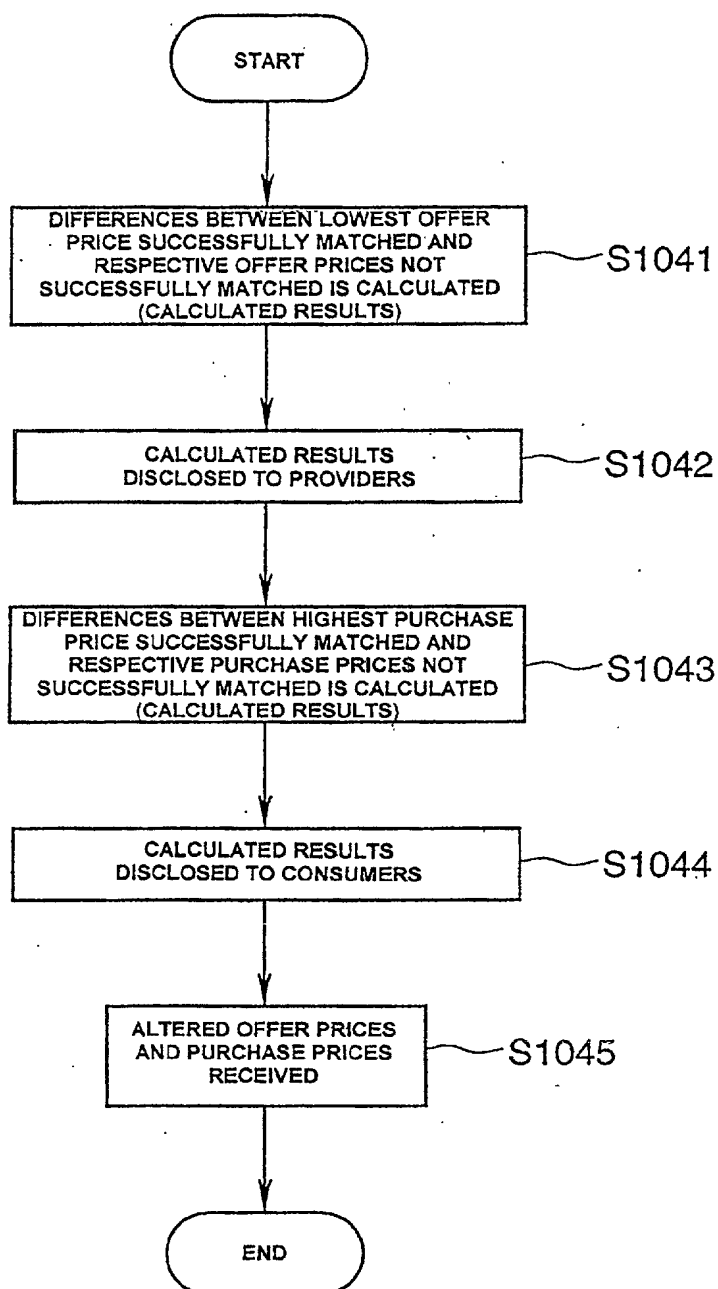 START
DIFFERENCES BETWEEN LOWEST OFFER
PRICE SUCCESSFULLY MATCHED AND
RESPECTIVE OFFER PRICES NOT
SUCCESSFULLY MATCHED IS CALCULATED
(CALCULATED RESULTS)
S1041
CALCULATED RESULTS
DISCLOSED TO PROVIDERS
S1042
DIFFERENCES BETWEEN HIGHEST PURCHASE
PRICE SUCCESSFULLY MATCHED AND
RESPECTIVE PURCHASE PRICES NOT
SUCCESSFULLY MATCHED IS CALCULATED
(CALCULATED RESULTS)
S1043
CALCULATED RESULTS
DISCLOSED TO CONSUMERS
S1044
ALTERED OFFER PRICES
AND PURCHASE PRICES
RECEIVED
S1045
END